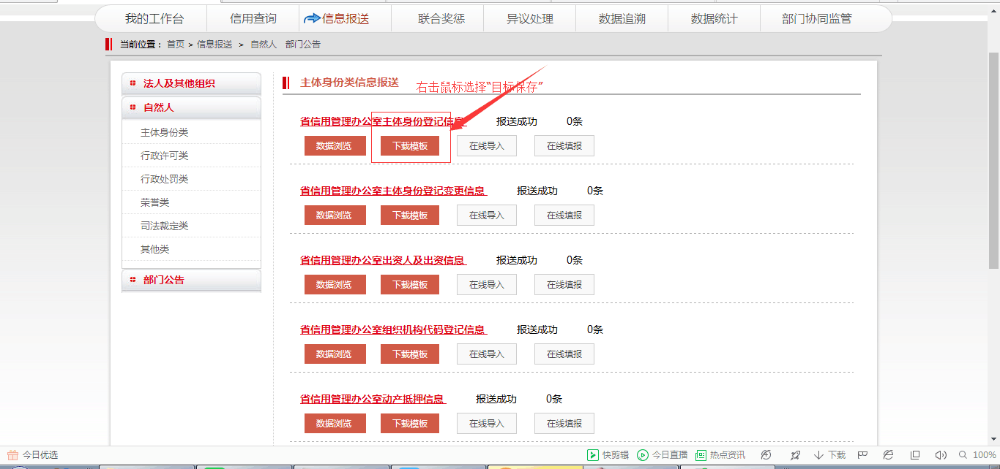 我的工作台 信用查询 信息报送 联合奖惩 异议处理 数据追溯 数据统计 部门协同监管
当前位置： 首页 > 信息报送 > 自然人 部门公告
法人及其他组织
自然人
主体身份类
行政许可类
行政处罚类
荣誉类
司法裁定类
其他类
部门公告
主体身份类信息报送
右击鼠标选择“目标保存”
省信用管理办公室主体身份登记信息 报送成功 0条
数据浏览 下载模板 在线导入 在线填报
省信用管理办公室主体身份登记变更信息 报送成功 0条
数据浏览 下载模板 在线导入 在线填报
省信用管理办公室出资人及出资信息 报送成功 0条
数据浏览 下载模板 在线导入 在线填报
省信用管理办公室组织机构代码登记信息 报送成功 0条
数据浏览 下载模板 在线导入 在线填报
省信用管理办公室动产抵押信息 报送成功 0条
数据浏览 下载模板 在线导入 在线填报
今日优选 快剪辑 今日直播 热点资讯 下载 100%